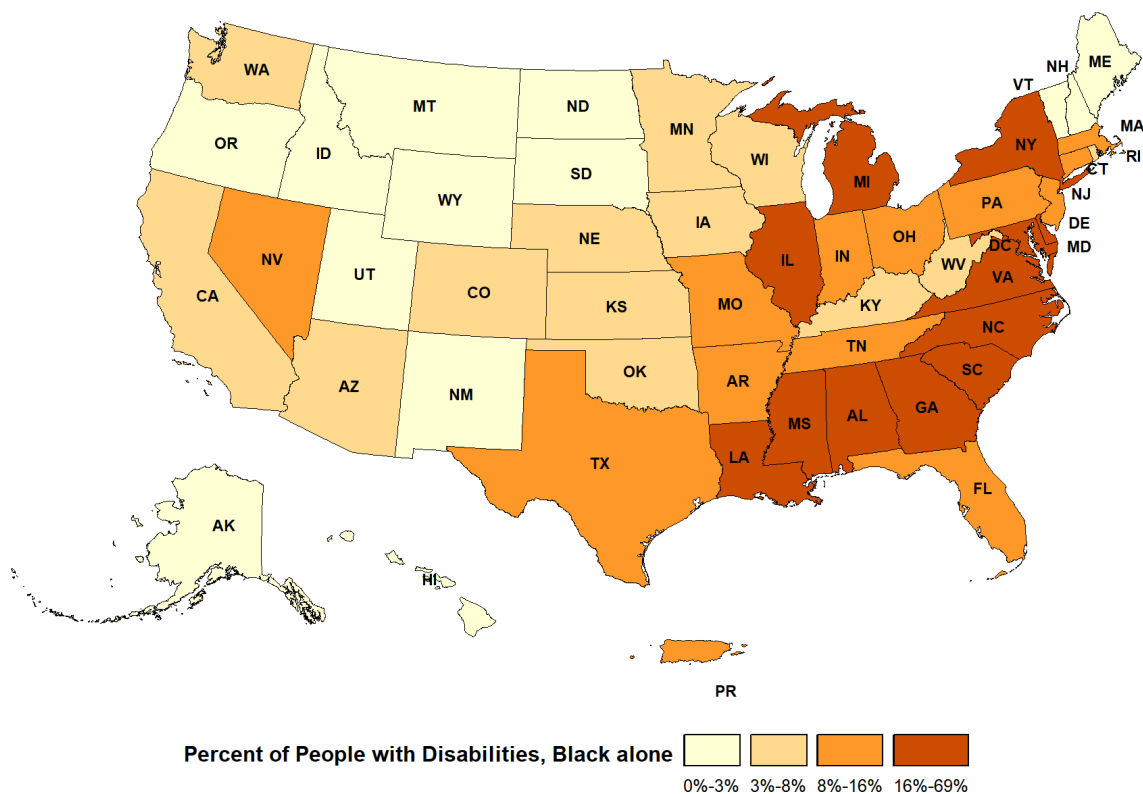 WA
MT
ND
MN
VT
NH
ME
OR
ID
SD
WI
MI
NY
MA
RI
CT
WY
IA
PA
NJ
NE
OH
DE
NV
UT
CO
IL
IN
WV
DC
MD
CA
KS
MO
KY
VA
AZ
NM
OK
AR
TN
NC
SC
MS
AL
GA
TX
LA
FL
AK
HI
PR
Percent of People with Disabilities, Black alone
0%-3% 3%-8% 8%-16% 16%-69%